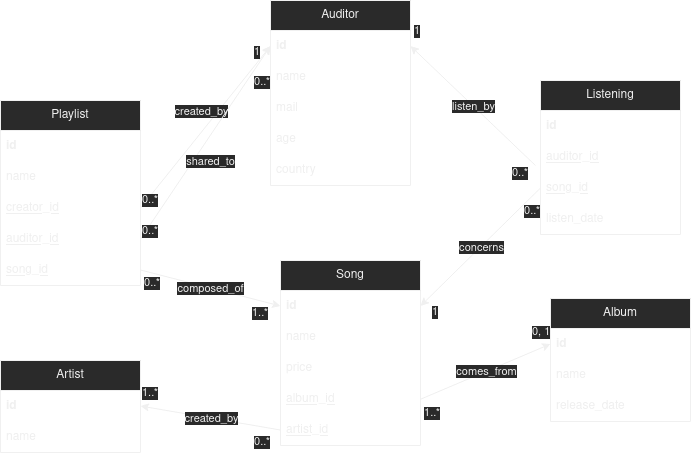 Auditor
id
name
mail
age
country
1
0..*
1
created_by
shared_to
listen_by
Playlist
id
name
creator_id
auditor_id
song_id
0..*
0..*
0..*
Listening
id
auditor_id
song_id
listen_date
0..*
0..*
composed_of
1..*
concerns
1
Song
id
name
price
album_id
artist_id
Album
id
name
release_date
0, 1
comes_from
1..*
Artist
id
name
1..*
created_by
0..*